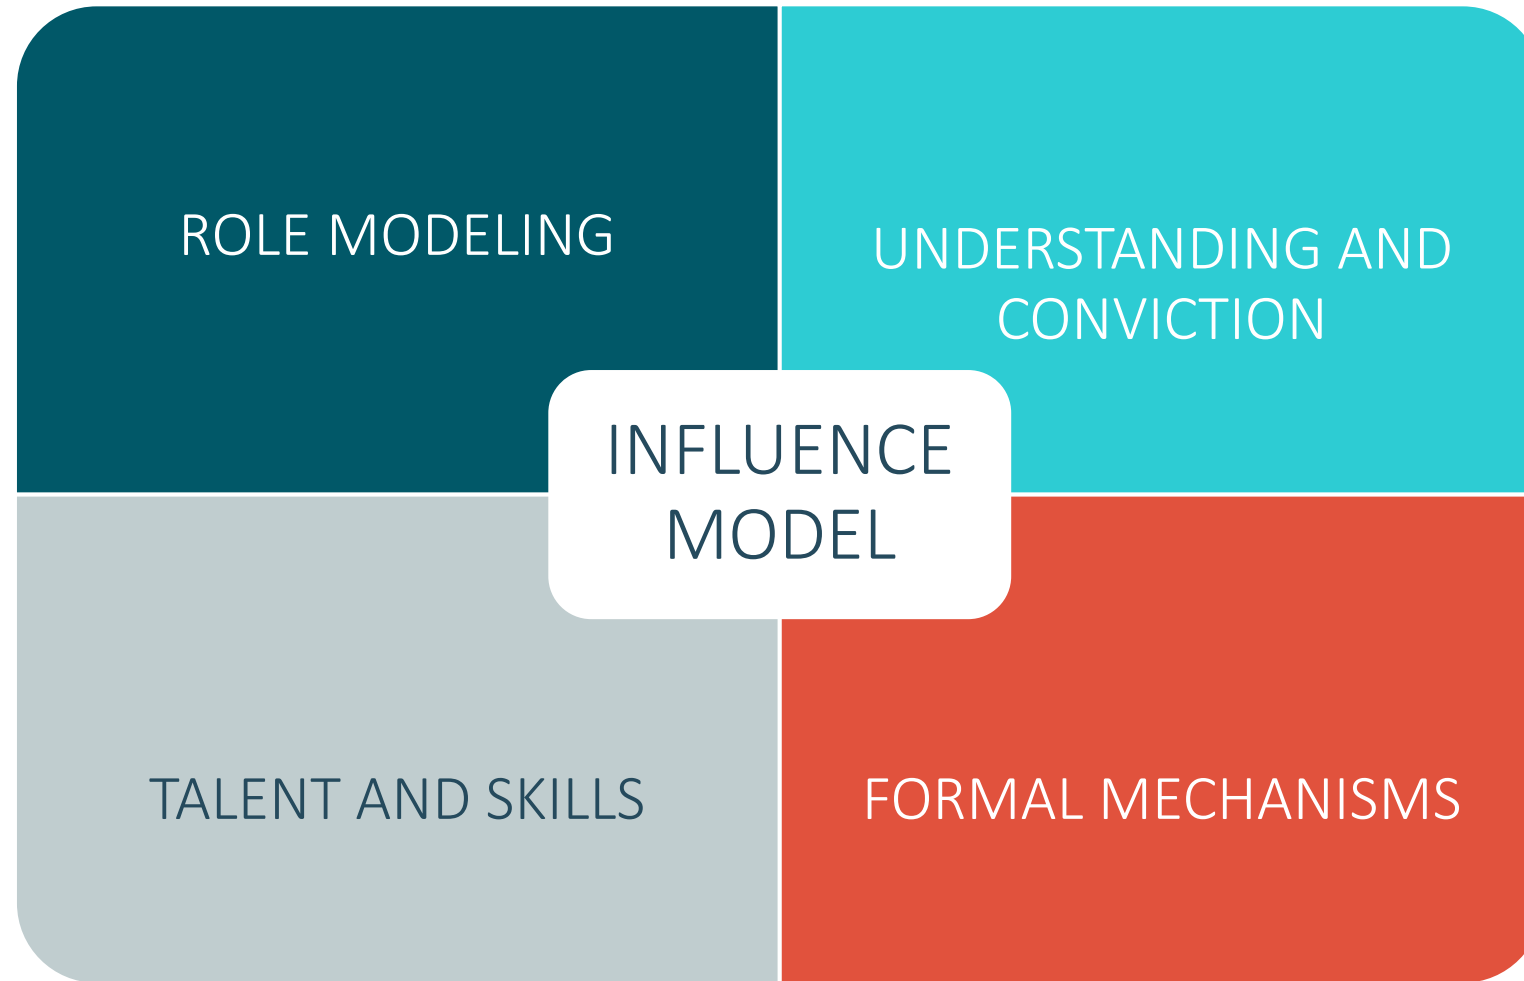 ROLE MODELING
UNDERSTANDING AND
CONVICTION
INFLUENCE
MODEL
TALENT AND SKILLS
FORMAL MECHANISMS